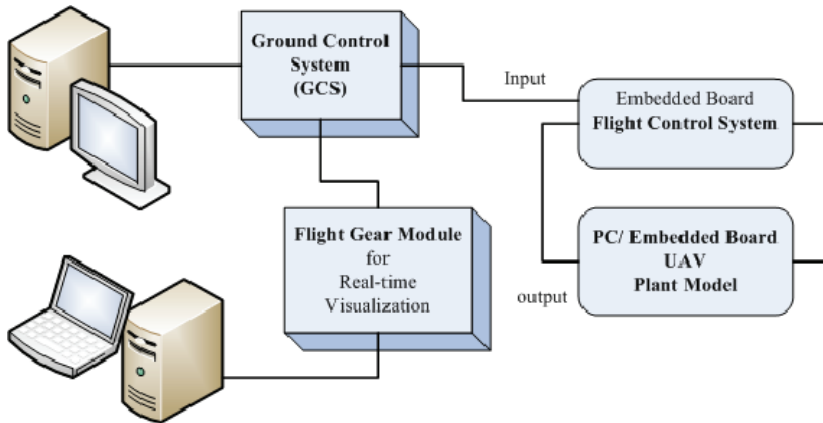 Ground Control
System
(GCS)
Input
Embedded Board
Flight Control System
Flight Gear Module
for
Real-time
Visualization
PC/ Embedded Board
UAV
Plant Model
output